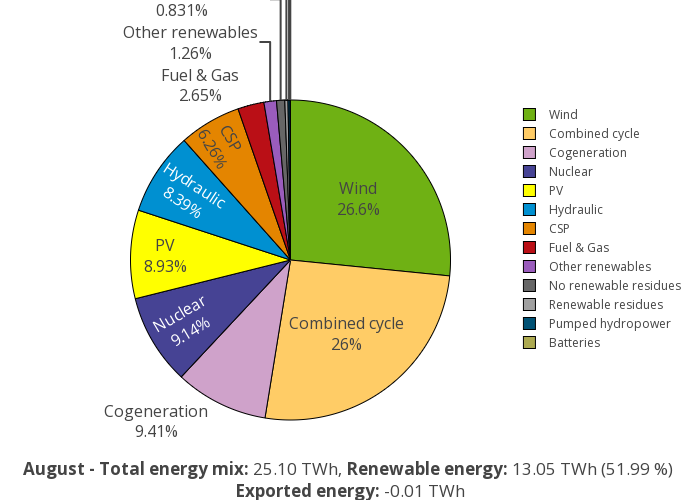 0.831%
Other renewables
1.26%
Fuel & Gas
2.65%
CSP
6.26%
Hydraulic
8.39%
PV
8.93%
Nuclear
9.14%
Cogeneration
9.41%
Wind
26.6%
Combined cycle
26%
Wind
Combined cycle
Cogeneration
Nuclear
PV
Hydraulic
CSP
Fuel & Gas
Other renewables
No renewable residues
Renewable residues
Pumped hydropower
Batteries
August - Total energy mix: 25.10 TWh, Renewable energy: 13.05 TWh (51.99 %)
Exported energy: -0.01 TWh